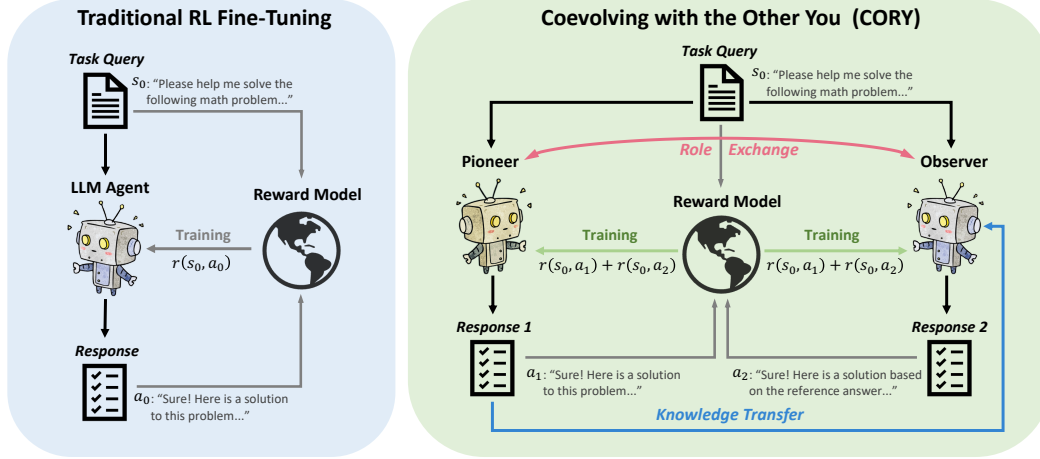 Traditional RL Fine-Tuning
Task Query
s₀: “Please help me solve the
following math problem...”
LLM Agent
Reward Model
Training
r(s₀, a₀)
Response
a₀: “Sure! Here is a solution
to this problem...”
Coevolving with the Other You (CORY)
Task Query
s₀: “Please help me solve the
following math problem...”
Role Exchange
Pioneer
Observer
Reward Model
Training
r(s₀, a₁) + r(s₀, a₂)
Training
r(s₀, a₁) + r(s₀, a₂)
Response 1
Response 2
a₁: “Sure! Here is a solution
to this problem...”
a₂: “Sure! Here is a solution based
on the reference answer...”
Knowledge Transfer